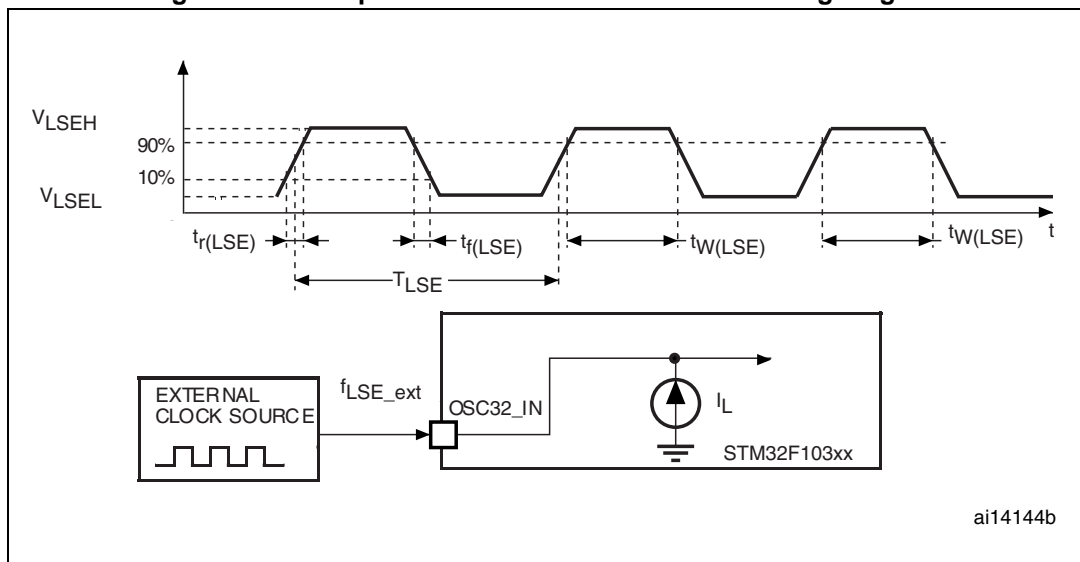 VLSEH
90%
10%
VLSEL
tr(LSE)
tf(LSE)
tW(LSE)
tW(LSE)
t
TLSE
EXTERNAL
CLOCK SOURCE
fLSE_ext
OSC32_IN
IL
STM32F103xx
ai14144b